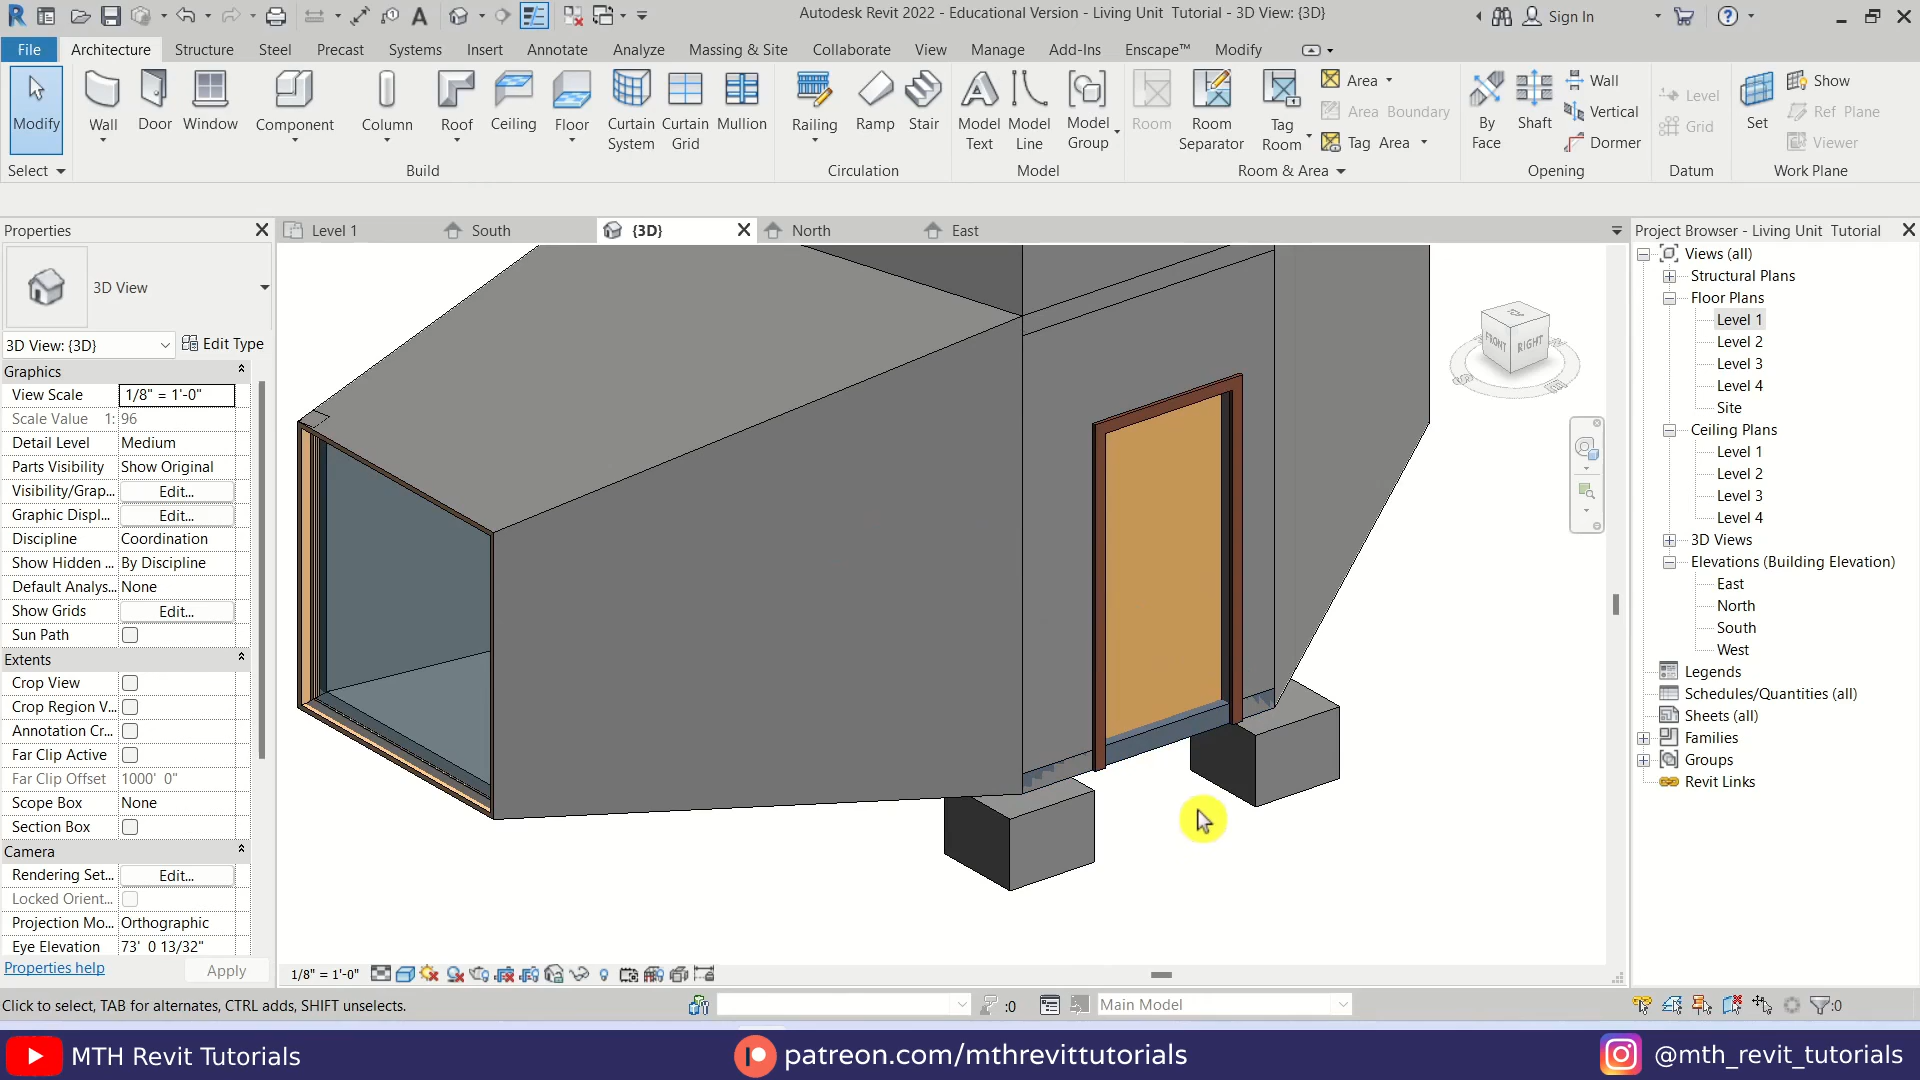 Autodesk Revit 2022 - Educational Version - Living Unit Tutorial - 3D View: {3D}
Sign In
File Architecture Structure Steel Precast Systems Insert Annotate Analyze Massing & Site Collaborate View Manage Add-Ins Enscape™ Modify
Modify Wall Door Window Component Column Roof Ceiling Floor Curtain System Curtain Grid Mullion Railing Ramp Stair Model Text Model Line Model Group Room Room Separator Tag Room
Area
Area Boundary
Tag Area
By Face Shaft
Wall
Vertical
Dormer
Level
Grid
Set
Show
Ref Plane
Viewer
Select Build Circulation Model Room & Area Opening Datum Work Plane
Properties
3D View
3D View: {3D} Edit Type
Graphics
View Scale 1/8" = 1'-0"
Scale Value 1: 96
Detail Level Medium
Parts Visibility Show Original
Visibility/Grap... Edit...
Graphic Displ... Edit...
Discipline Coordination
Show Hidden ... By Discipline
Default Analys... None
Show Grids Edit...
Sun Path
Extents
Crop View
Crop Region V...
Annotation Cr...
Far Clip Active
Far Clip Offset 1000' 0"
Scope Box None
Section Box
Camera
Rendering Set... Edit...
Locked Orient...
Projection Mo... Orthographic
Eye Elevation 73' 0 13/32"
Properties help Apply
Level 1 South {3D} North East
FRONT RIGHT
1/8" = 1'-0"
Project Browser - Living Unit Tutorial
Views (all)
Structural Plans
Floor Plans
Level 1
Level 2
Level 3
Level 4
Site
Ceiling Plans
Level 1
Level 2
Level 3
Level 4
3D Views
Elevations (Building Elevation)
East
North
South
West
Legends
Schedules/Quantities (all)
Sheets (all)
Families
Groups
Revit Links
Click to select, TAB for alternates, CTRL adds, SHIFT unselects.
:0
Main Model
:0
MTH Revit Tutorials
patreon.com/mthrevittutorials
@mth_revit_tutorials